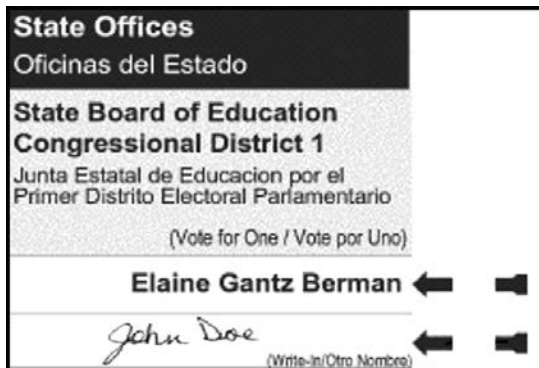 State Offices
Oficinas del Estado
State Board of Education
Congressional District 1
Junta Estatal de Educacion por el
Primer Distrito Electoral Parlamentario
(Vote for One / Vote por Uno)
Elaine Gantz Berman
John Doe
(Write-In/Otro Nombre)